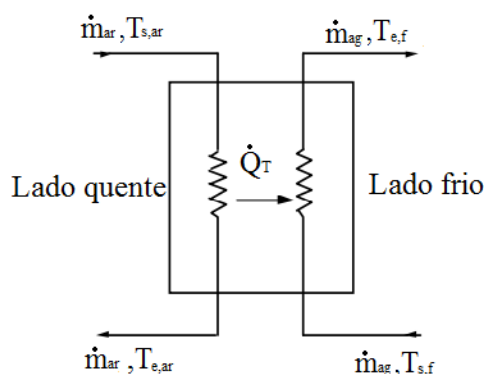 ṁar ,Ts,ar
ṁag ,Te,f
Q̇T
Lado quente
Lado frio
ṁar ,Te,ar
ṁag,Ts.f